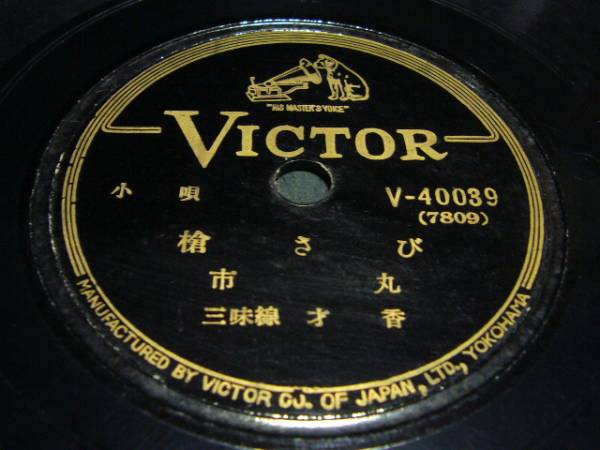 "HIS MASTER'S VOICE"
VICTOR
小唄
V-40039
(7809)
槍さび
市丸
三味線 才香
MANUFACTURED BY VICTOR CO. OF JAPAN, LTD., YOKOHAMA